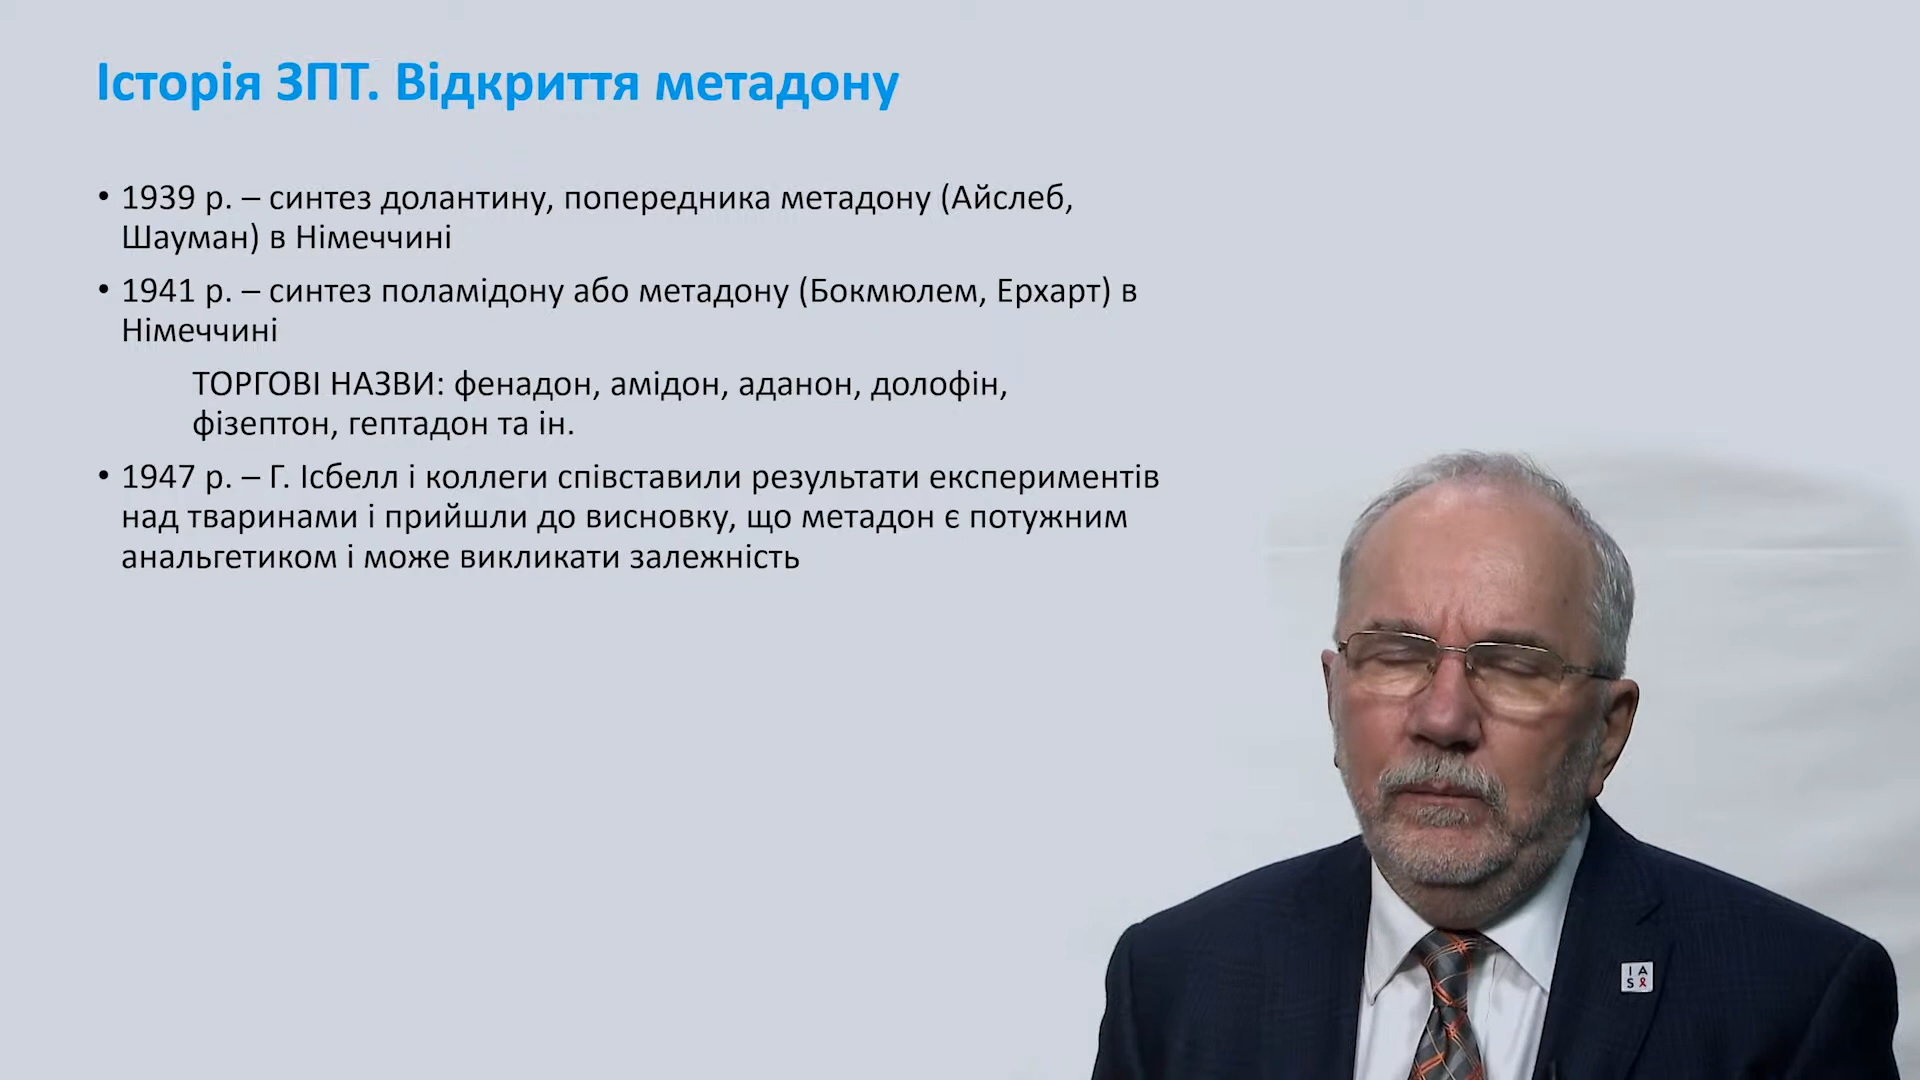 Історія ЗПТ. Відкриття метадону
• 1939 р. – синтез долантину, попередника метадону (Айслеб,
Шауман) в Німеччині
• 1941 р. – синтез поламідону або метадону (Бокмюлем, Ерхарт) в
Німеччині
ТОРГОВІ НАЗВИ: фенадон, амідон, аданон, долофін,
фізептон, гептадон та ін.
• 1947 р. – Г. Ісбелл і коллеги співставили результати експериментів
над тваринами і прийшли до висновку, що метадон є потужним
анальгетиком і може викликати залежність
I A
S